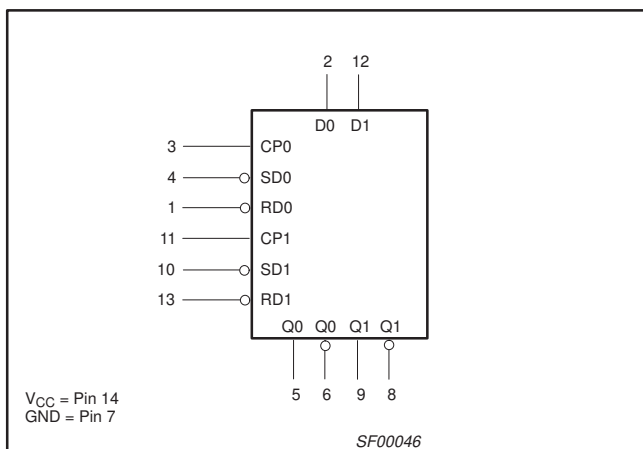 2 12
D0 D1
3 CP0
4 SD0
1 RD0
11 CP1
10 SD1
13 RD1
Q0 Q0 Q1 Q1
5 6 9 8
VCC = Pin 14
GND = Pin 7
SF00046